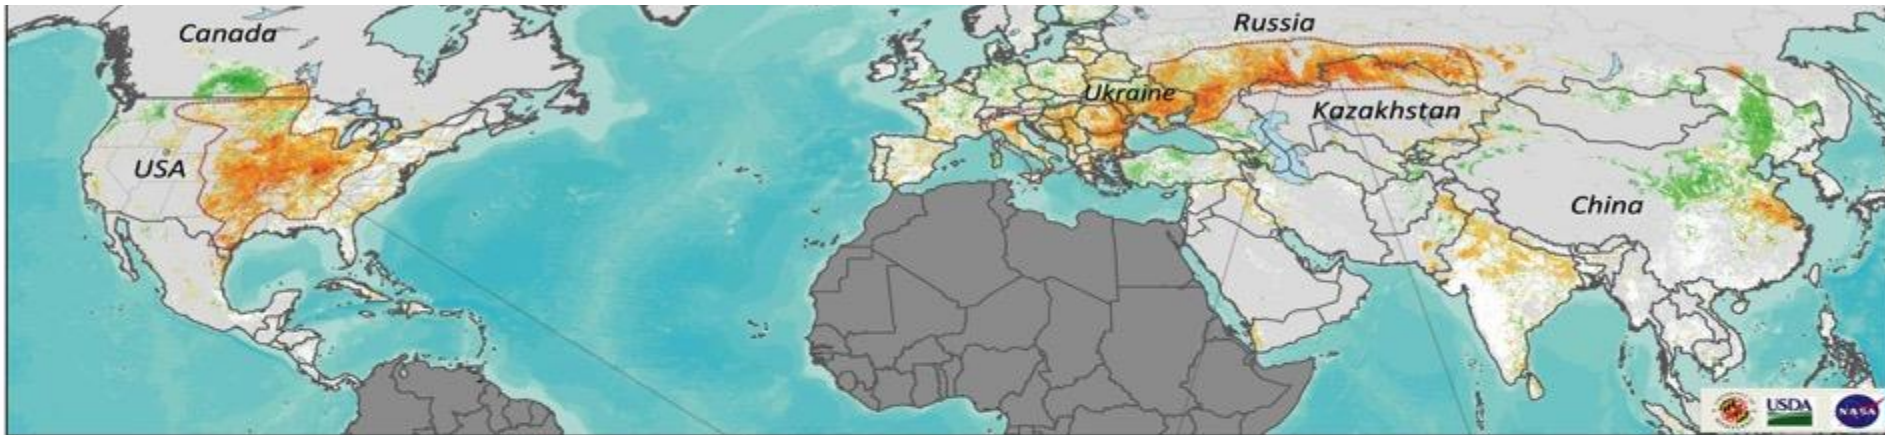 Canada
Russia
Ukraine
Kazakhstan
USA
China
USDA
NASA